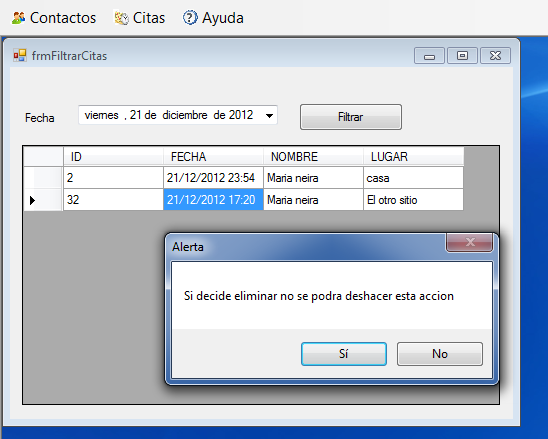 Contactos Citas Ayuda
frmFiltrarCitas
Fecha viernes , 21 de diciembre de 2012 Filtrar
ID FECHA NOMBRE LUGAR
2 21/12/2012 23:54 Maria neira casa
32 21/12/2012 17:20 Maria neira El otro sitio
Alerta
Si decide eliminar no se podra deshacer esta accion
Sí No